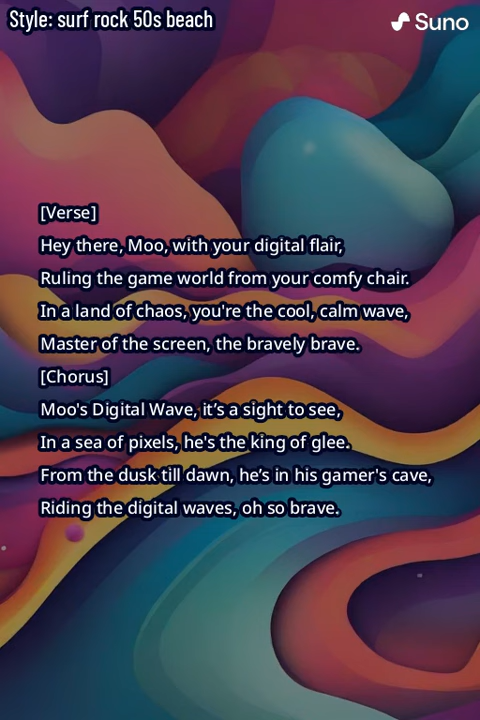 Style: surf rock 50s beach
Suno
[Verse]
Hey there, Moo, with your digital flair,
Ruling the game world from your comfy chair.
In a land of chaos, you're the cool, calm wave,
Master of the screen, the bravely brave.
[Chorus]
Moo's Digital Wave, it’s a sight to see,
In a sea of pixels, he's the king of glee.
From the dusk till dawn, he’s in his gamer's cave,
Riding the digital waves, oh so brave.